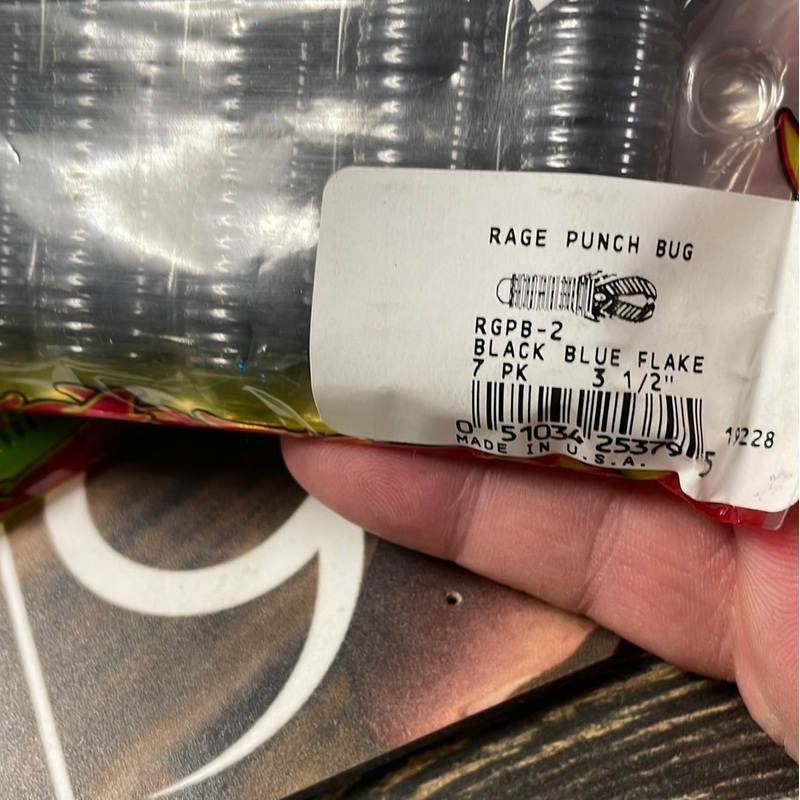 RAGE PUNCH BUG
RGPB-2
BLACK BLUE FLAKE
7 PK 3 1/2"
0 51034 25379 5
19228
MADE IN U.S.A.